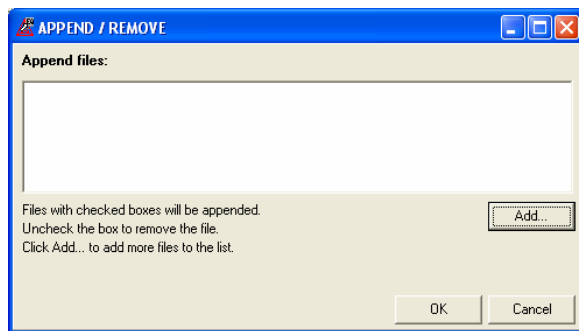 APPEND / REMOVE
Append files:
Files with checked boxes will be appended.
Uncheck the box to remove the file.
Click Add... to add more files to the list.
Add...
OK
Cancel